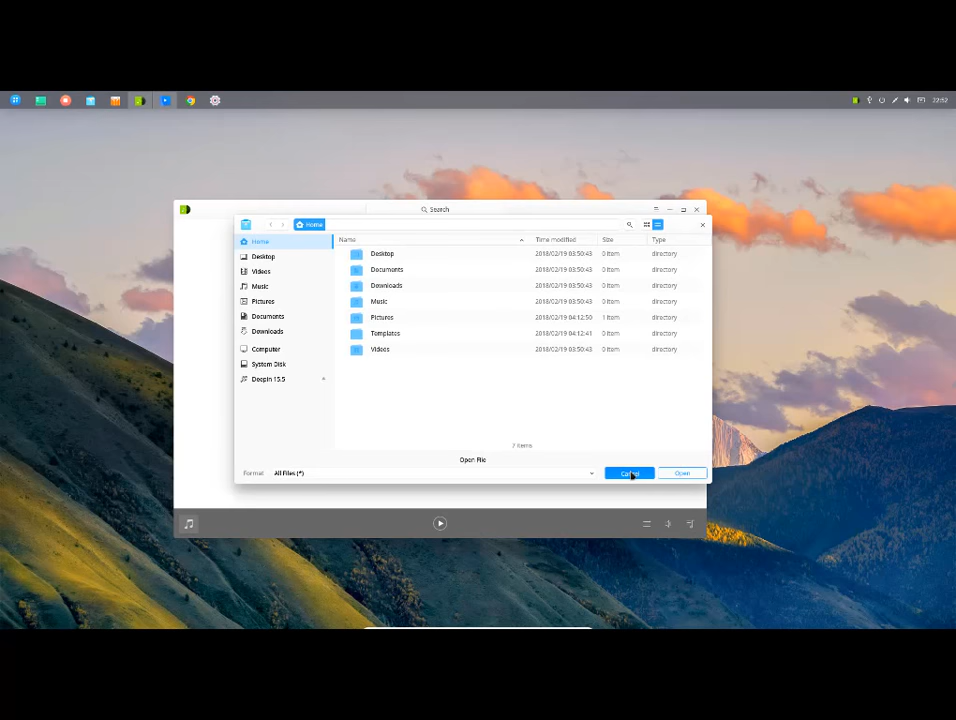 22:52
Search
Home
Home
Desktop
Videos
Music
Pictures
Documents
Downloads
Computer
System Disk
Deepin 15.5
Name Time modified Size Type
Desktop 2018/02/19 03:50:43 0 item directory
Documents 2018/02/19 03:50:43 0 item directory
Downloads 2018/02/19 03:50:43 0 item directory
Music 2018/02/19 03:50:43 0 item directory
Pictures 2018/02/19 04:12:50 1 item directory
Templates 2018/02/19 04:12:41 0 item directory
Videos 2018/02/19 03:50:43 0 item directory
7 items
Open File
Format All Files (*) Cancel Open